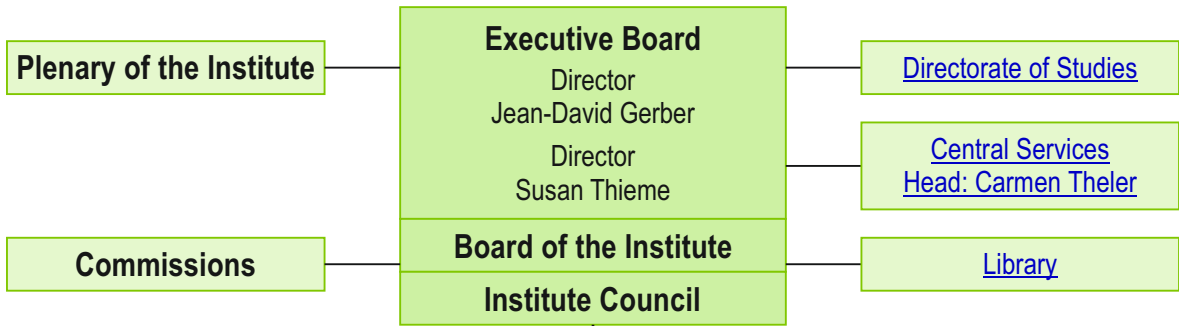 Plenary of the Institute
Executive Board
Director
Jean-David Gerber
Director
Susan Thieme
Directorate of Studies
Central Services
Head: Carmen Theler
Commissions
Board of the Institute
Institute Council
Library